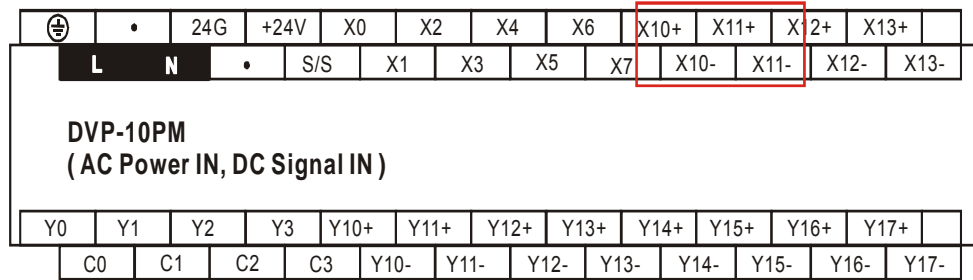 • 24G +24V X0 X2 X4 X6 X10+ X11+ X12+ X13+
L N • S/S X1 X3 X5 X7 X10- X11- X12- X13-
DVP-10PM
( AC Power IN, DC Signal IN )
Y0 Y1 Y2 Y3 Y10+ Y11+ Y12+ Y13+ Y14+ Y15+ Y16+ Y17+
C0 C1 C2 C3 Y10- Y11- Y12- Y13- Y14- Y15- Y16- Y17-